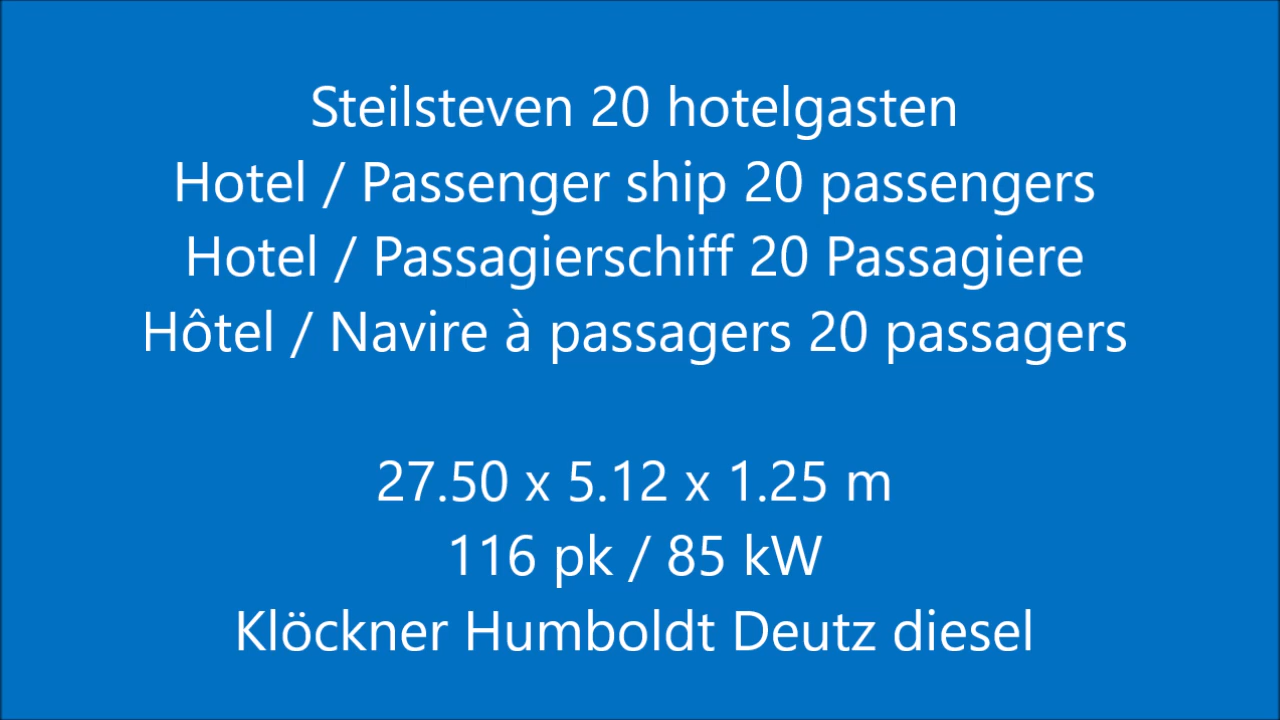 Steilsteven 20 hotelgasten
Hotel / Passenger ship 20 passengers
Hotel / Passagierschiff 20 Passagiere
Hôtel / Navire à passagers 20 passagers
27.50 x 5.12 x 1.25 m
116 pk / 85 kW
Klöckner Humboldt Deutz diesel